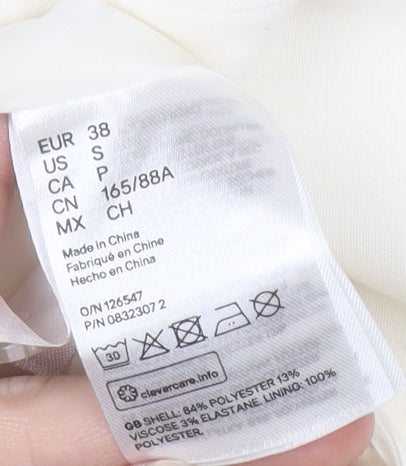 EUR 38
US S
CA P
CN 165/88A
MX CH
Made in China
Fabriqué en Chine
Hecho en China
O/N 126547
P/N 0832307 2
30
clevercare.info
GB SHELL: 84% POLYESTER 13%
VISCOSE 3% ELASTANE. LINING: 100%
POLYESTER.